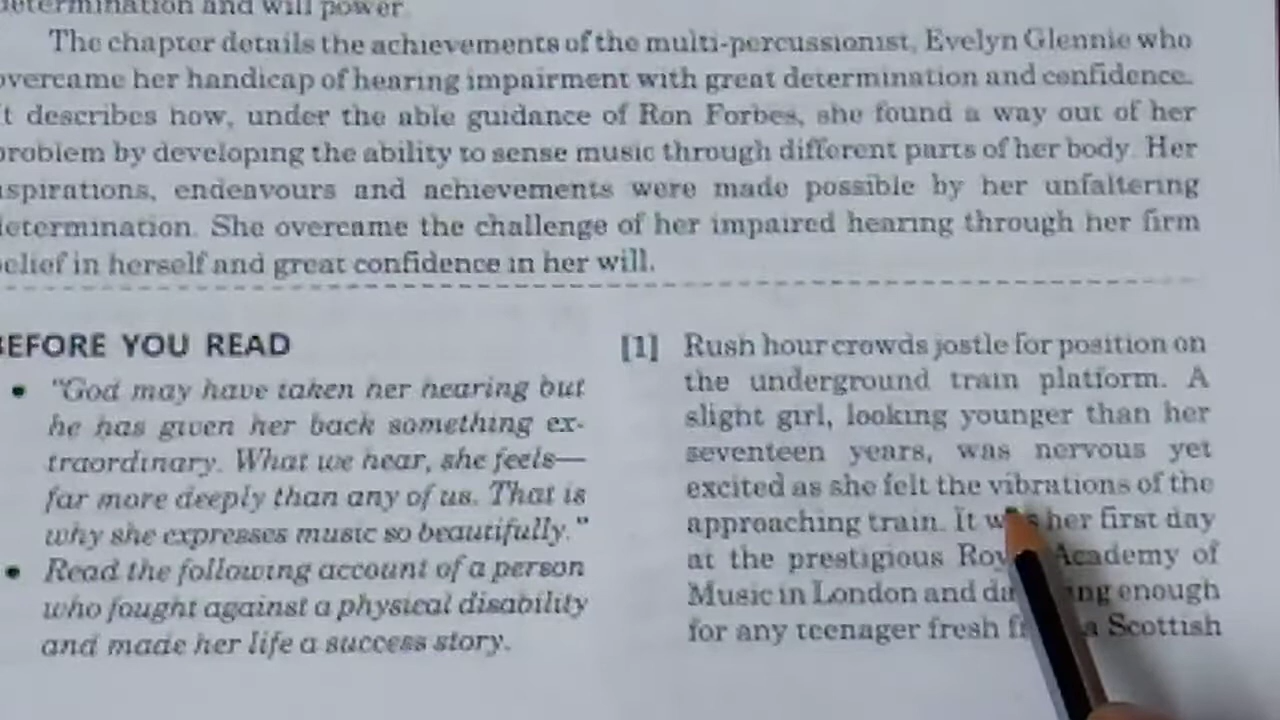 determination and will power.
The chapter details the achievements of the multi-percussionist, Evelyn Glennie who
overcame her handicap of hearing impairment with great determination and confidence.
It describes how, under the able guidance of Ron Forbes, she found a way out of her
problem by developing the ability to sense music through different parts of her body. Her
aspirations, endeavours and achievements were made possible by her unfaltering
determination. She overcame the challenge of her impaired hearing through her firm
belief in herself and great confidence in her will.
BEFORE YOU READ
• "God may have taken her hearing but
he has given her back something ex-
traordinary. What we hear, she feels—
far more deeply than any of us. That is
why she expresses music so beautifully."
• Read the following account of a person
who fought against a physical disability
and made her life a success story.
[1] Rush hour crowds jostle for position on
the underground train platform. A
slight girl, looking younger than her
seventeen years, was nervous yet
excited as she felt the vibrations of the
approaching train. It was her first day
at the prestigious Royal Academy of
Music in London and daunting enough
for any teenager fresh from a Scottish